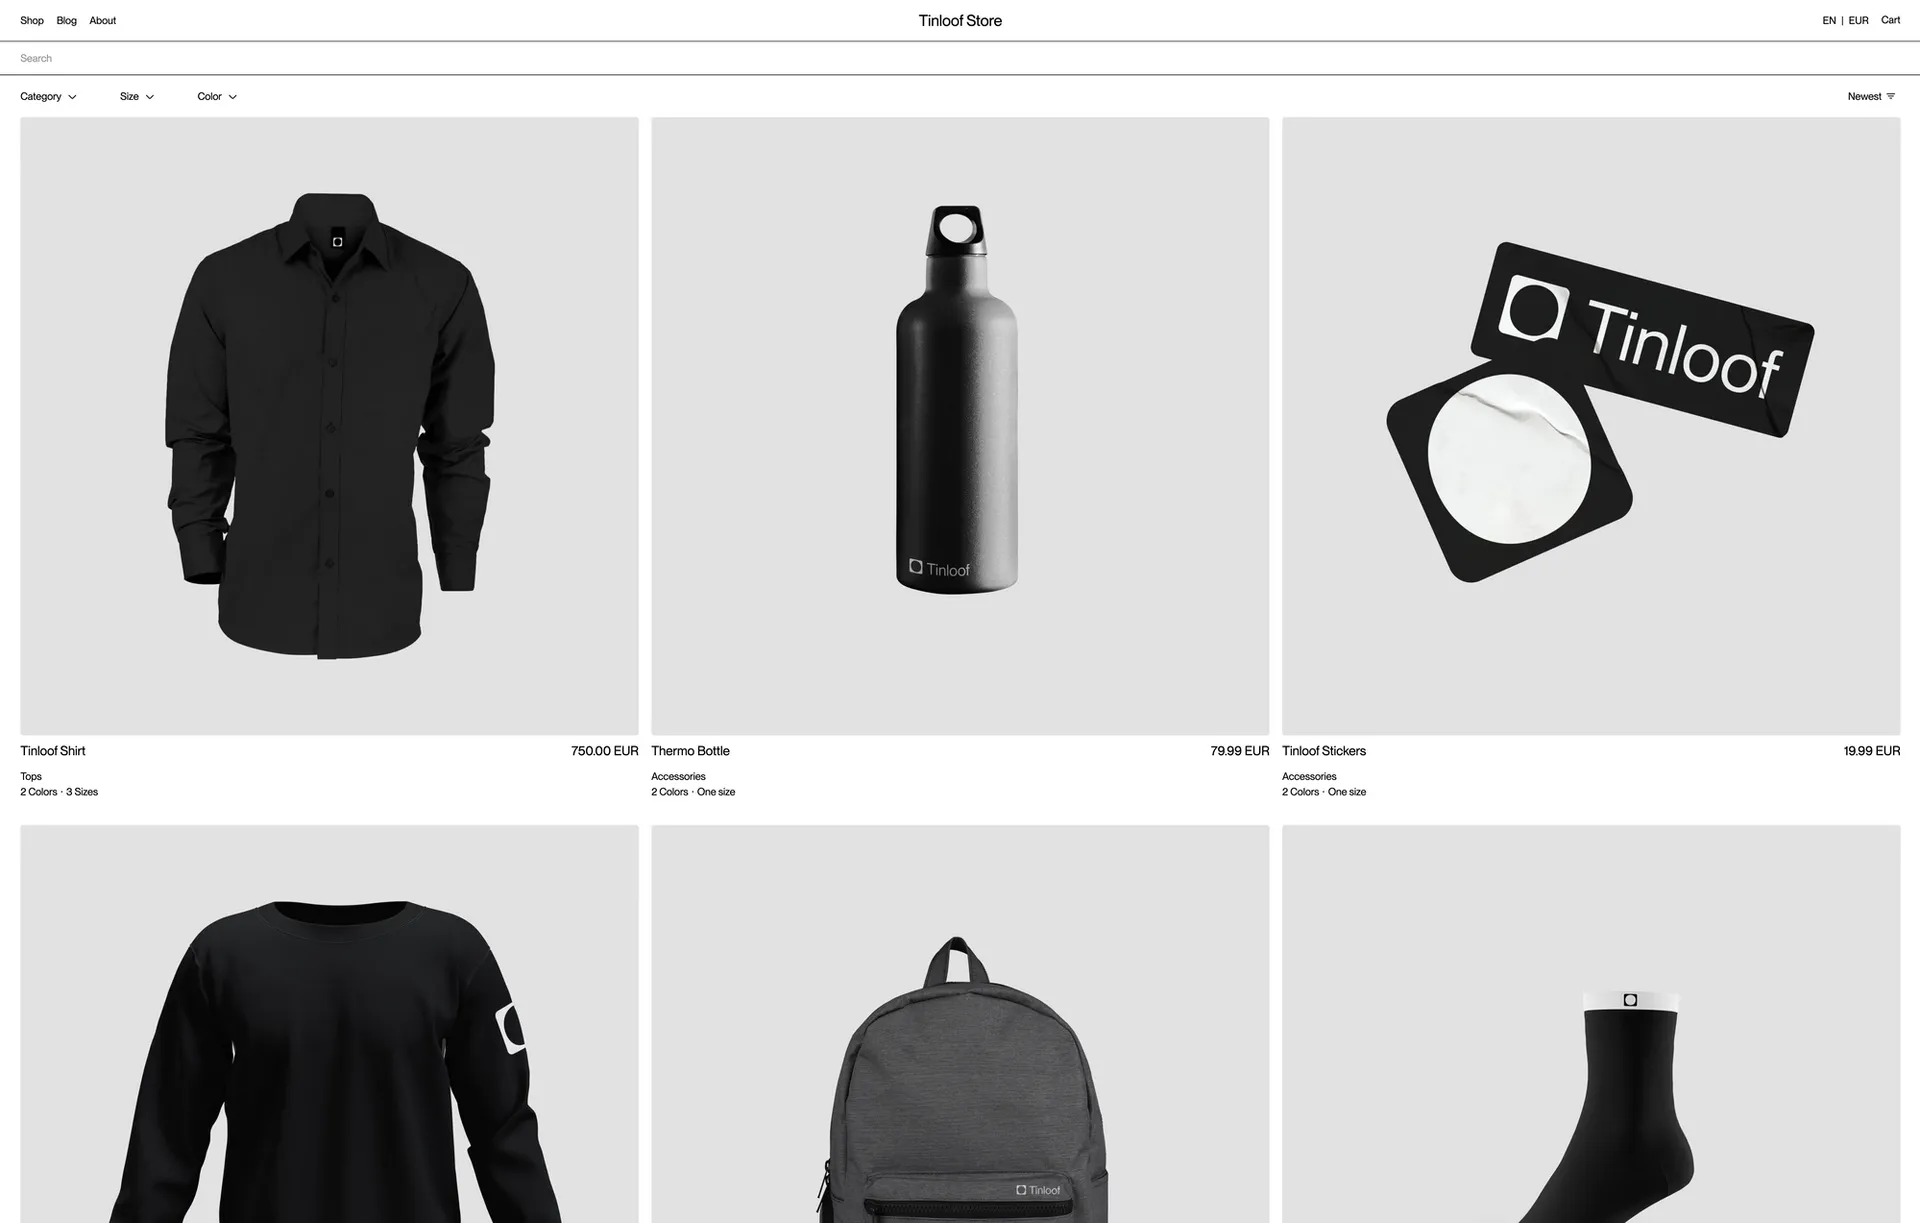 Shop Blog About
Tinloof Store
EN | EUR Cart
Search
Category Size Color
Newest
Tinloof
Tinloof
Tinloof Shirt 750.00 EUR
Tops
2 Colors · 3 Sizes
Thermo Bottle 79.99 EUR
Accessories
2 Colors · One size
Tinloof Stickers 19.99 EUR
Accessories
2 Colors · One size
Tinloof